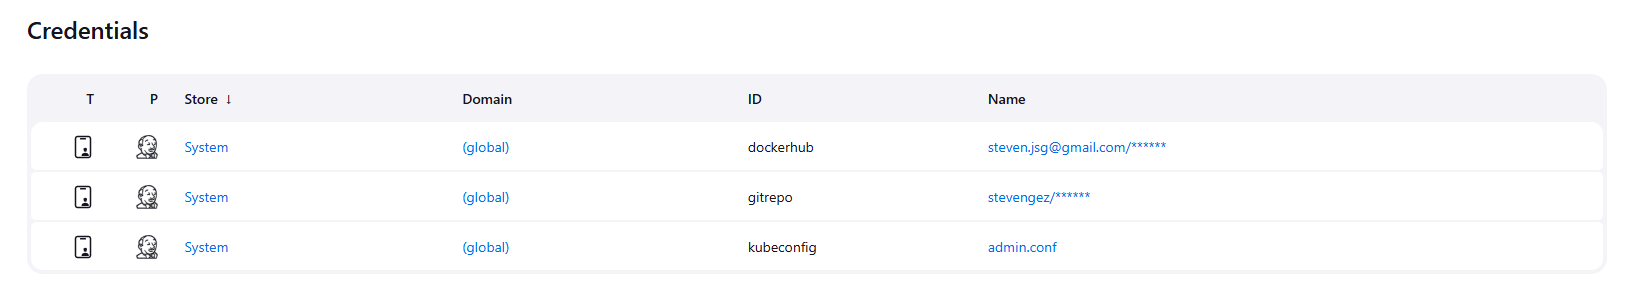 Credentials
T P Store ↓ Domain ID Name
System (global) dockerhub steven.jsg@gmail.com/******
System (global) gitrepo stevengez/******
System (global) kubeconfig admin.conf